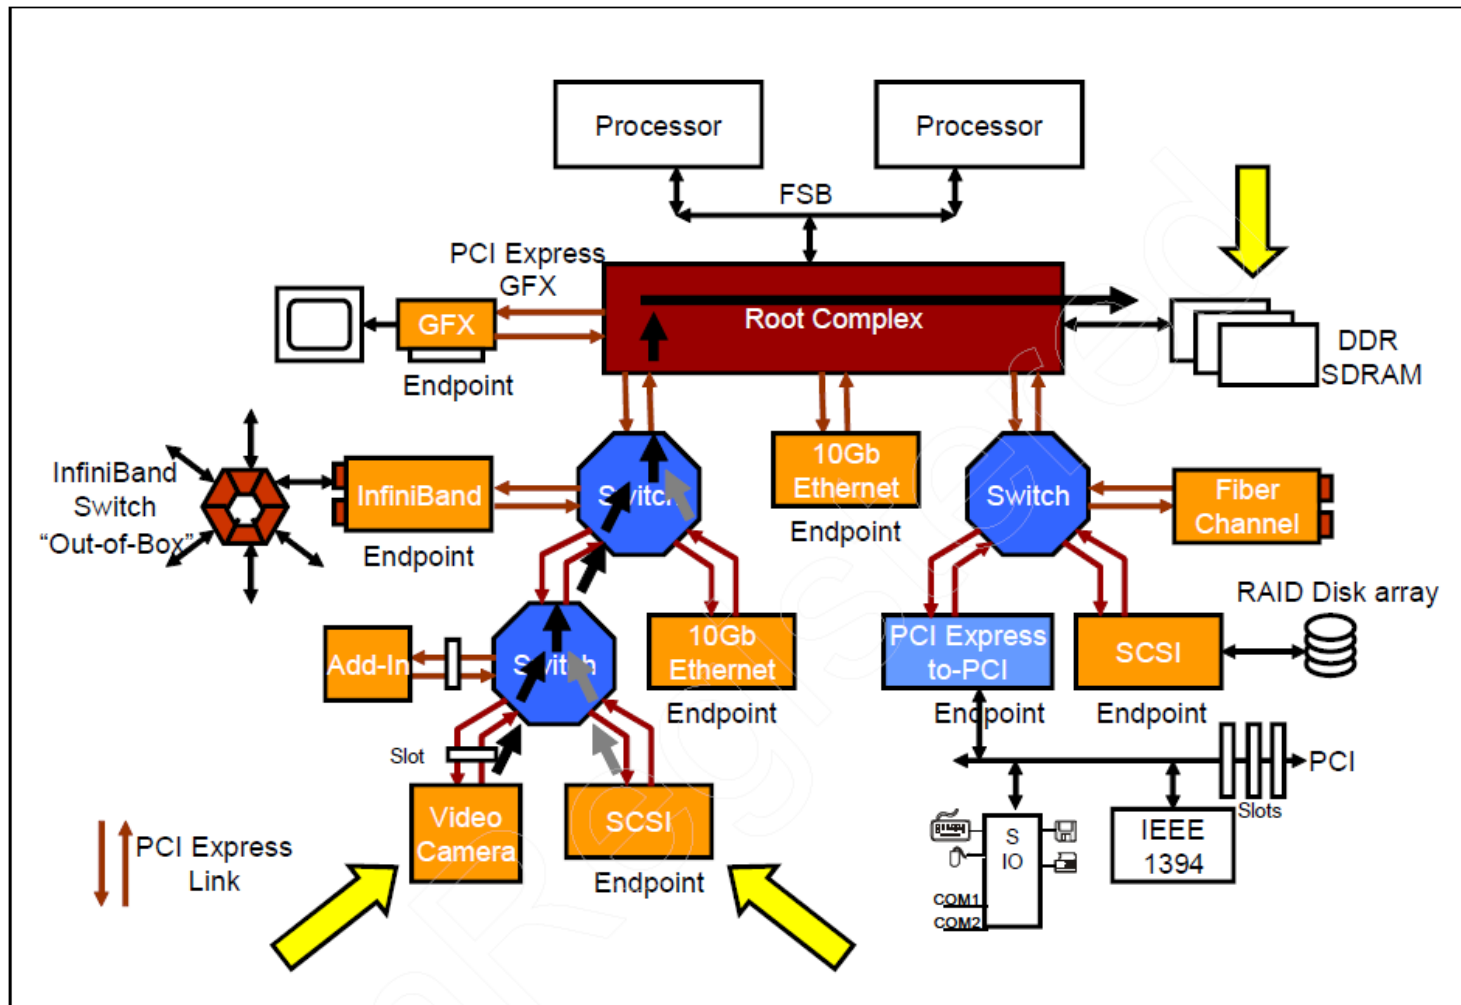 Processor
Processor
FSB
PCI Express
GFX
GFX
Root Complex
Endpoint
DDR
SDRAM
InfiniBand
Switch
“Out-of-Box”
InfiniBand
Endpoint
Switch
10Gb
Ethernet
Endpoint
Switch
Fiber
Channel
RAID Disk array
Add-In
Switch
10Gb
Ethernet
Endpoint
PCI Express
to-PCI
Endpoint
SCSI
Endpoint
Slot
PCI
Slots
Video
Camera
SCSI
Endpoint
S
IO
COM1
COM2
IEEE
1394
PCI Express
Link